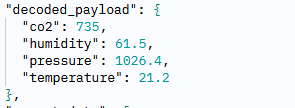 "decoded_payload": {
"co2": 735,
"humidity": 61.5,
"pressure": 1026.4,
"temperature": 21.2
},